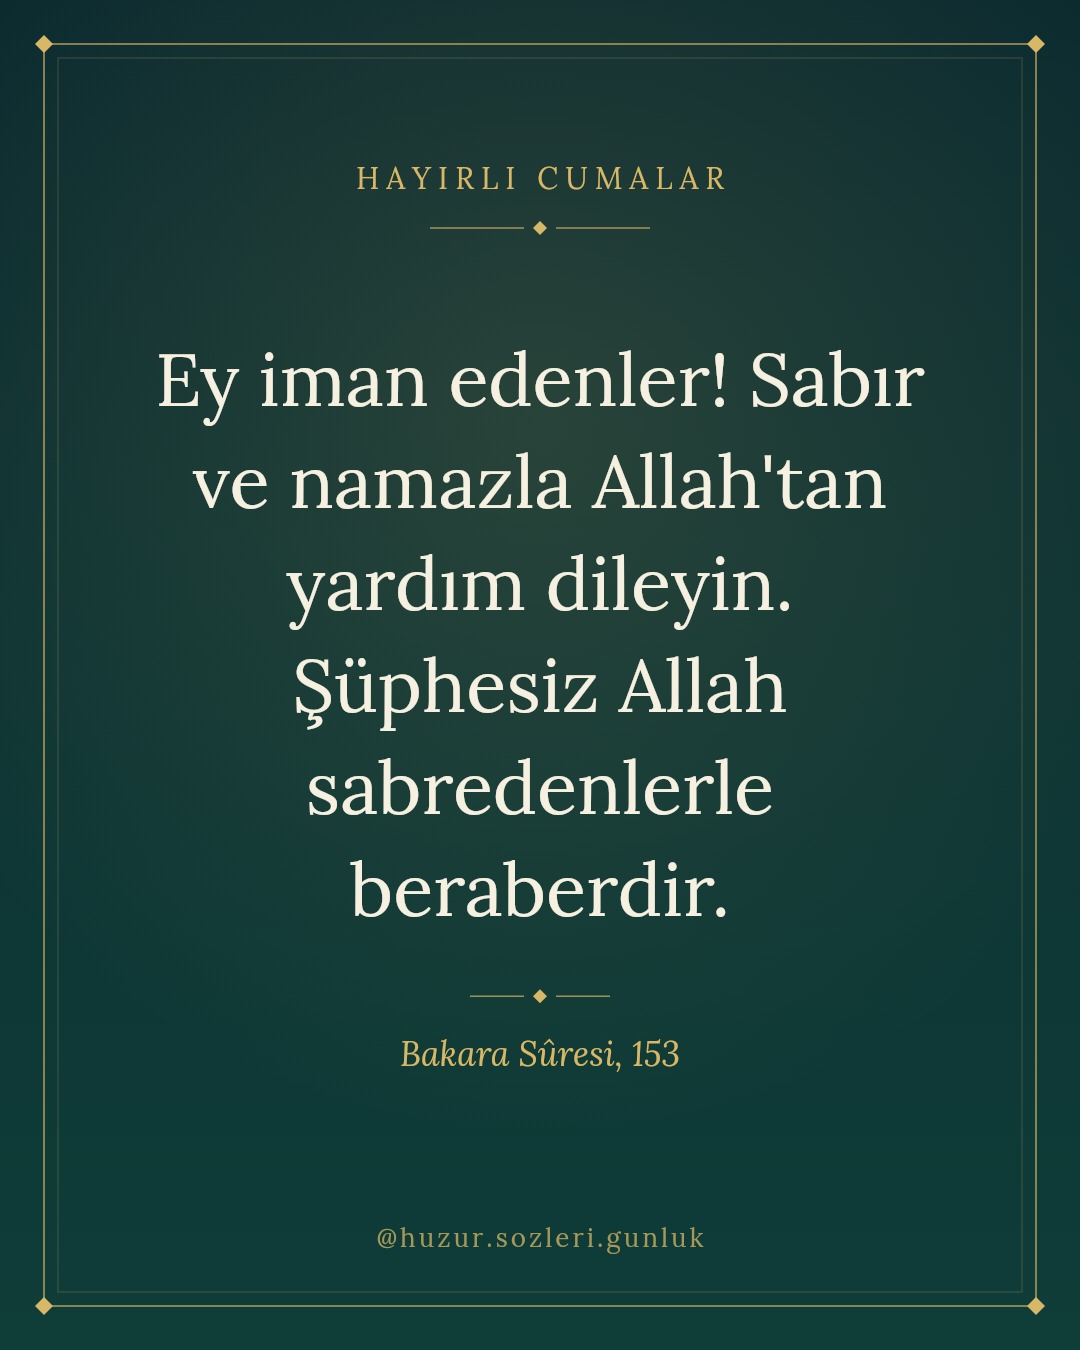 HAYIRLI CUMALAR
Ey iman edenler! Sabır
ve namazla Allah'tan
yardım dileyin.
Şüphesiz Allah
sabredenlerle
beraberdir.
Bakara Sûresi, 153
@huzur.sozleri.gunluk